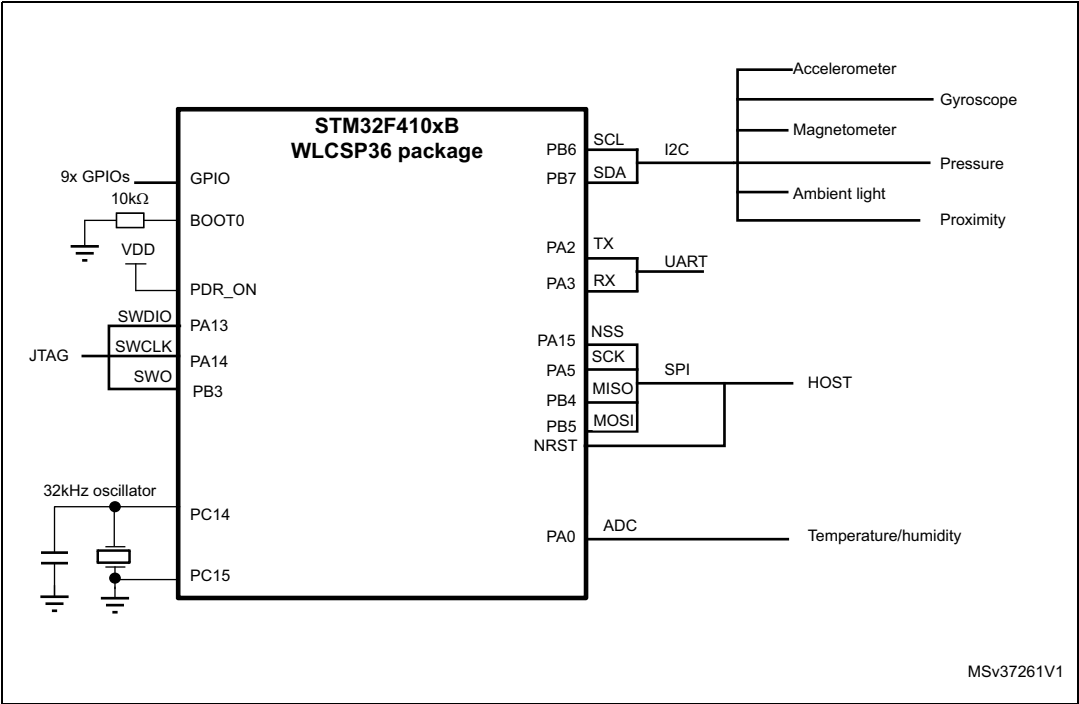 STM32F410xB
WLCSP36 package
9x GPIOs
GPIO
10kΩ
BOOT0
VDD
PDR_ON
JTAG
SWDIO
PA13
SWCLK
PA14
SWO
PB3
32kHz oscillator
PC14
PC15
PB6
SCL
PB7
SDA
I2C
Accelerometer
Gyroscope
Magnetometer
Pressure
Ambient light
Proximity
PA2
TX
PA3
RX
UART
PA15
NSS
PA5
SCK
PB4
MISO
PB5
MOSI
NRST
SPI
HOST
PA0
ADC
Temperature/humidity
MSv37261V1